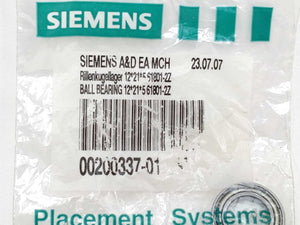 SIEMENS
SIEMENS A&D EA MCH 23.07.07
Rillenkugellager 12*21*5 61801-2Z
BALL BEARING 12*21*5 61801-2Z
00200337-01
Placement Systems